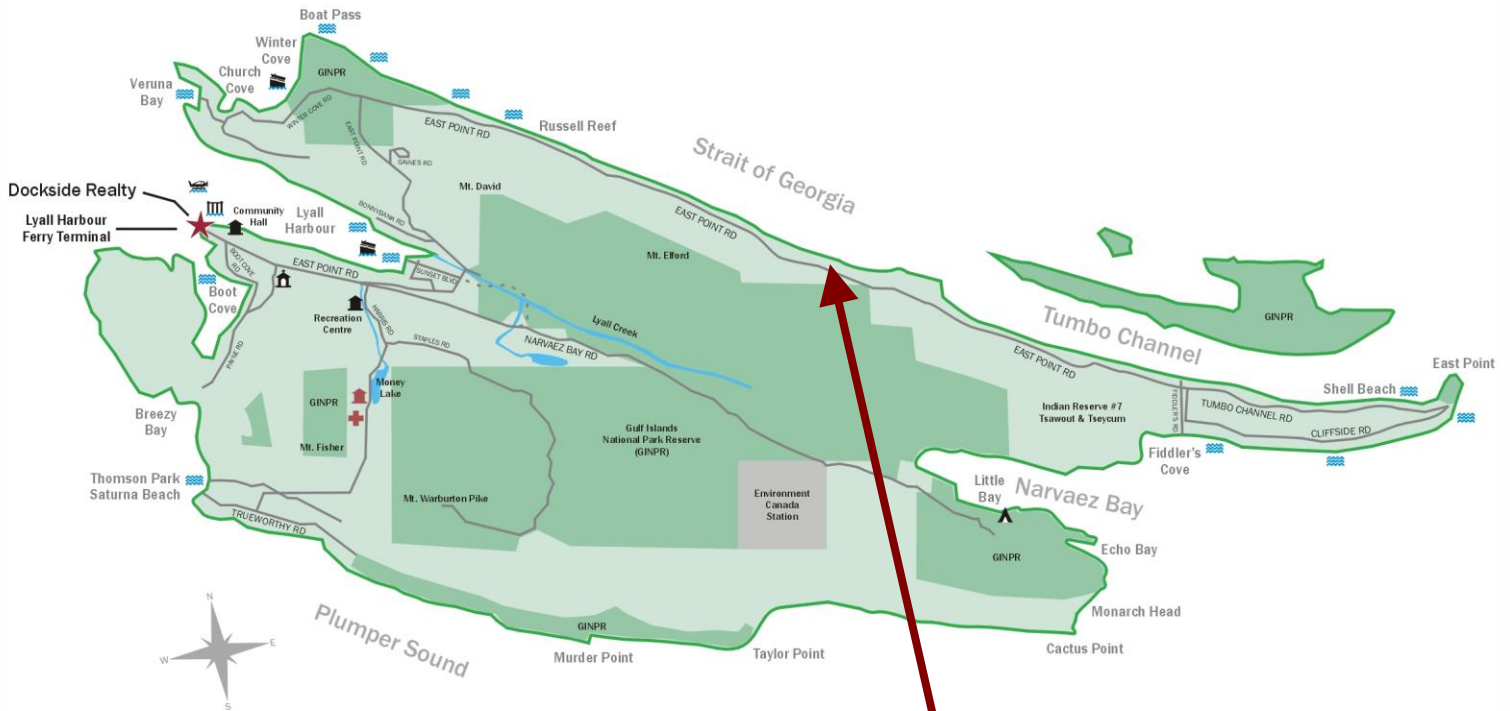 Boat Pass
Winter
Cove
Church
Cove
Veruna
Bay
GINPR
WINTER COVE RD
EAST POINT RD
EAST POINT RD
GAINES RD
Russell Reef
Strait of Georgia
Mt. David
BONNYBANK RD
Dockside Realty
Lyall Harbour
Ferry Terminal
Community
Hall
Lyall
Harbour
EAST POINT RD
Mt. Elford
BOOT COVE
RD
EAST POINT RD
SUNSET BLVD
Boot
Cove
Recreation
Centre
HARRIS RD
STAPLES RD
NARVAEZ BAY RD
Lyall Creek
Tumbo Channel
GINPR
EAST POINT RD
East Point
Shell Beach
PAYNE RD
Money
Lake
GINPR
Mt. Fisher
Breezy
Bay
Indian Reserve #7
Tsawout & Tseycum
FIDDLER'S RD
TUMBO CHANNEL RD
CLIFFSIDE RD
Gulf Islands
National Park Reserve
(GINPR)
Fiddler's
Cove
Thomson Park
Saturna Beach
Mt. Warburton Pike
Environment
Canada
Station
Little
Bay
Narvaez Bay
TRUEWORTHY RD
GINPR
Echo Bay
Monarch Head
Plumper Sound
GINPR
Murder Point
Taylor Point
Cactus Point
N
W
E
S